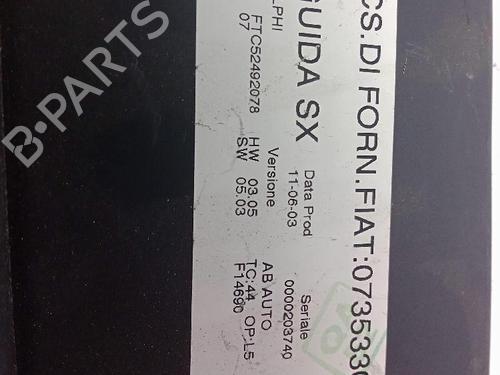 CS.DI FORN.FIAT:0735330
GUIDA SX
LPHI
FTC52492078
07
Data Prod
11-06-03
Versione
HW 03.05
SW 05.03
Seriale
0000203740
AB AUTO
TC:44 OP:L5
F14690
B-PARTS